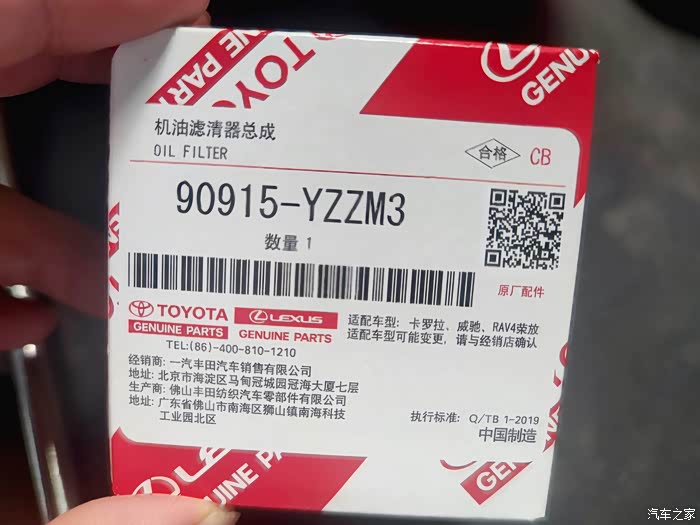 NE PAR
TOYO
GENU
机油滤清器总成
OIL FILTER
合格
CB
90915-YZZM3
数量 1
原厂配件
TOYOTA
GENUINE PARTS
LEXUS
GENUINE PARTS
TEL:(86)-400-810-1210
适配车型: 卡罗拉、威驰、RAV4荣放
适配车型可能变更, 请与经销店确认
经销商: 一汽丰田汽车销售有限公司
地址: 北京市海淀区马甸冠城园冠海大厦七层
生产商: 佛山丰田纺织汽车零部件有限公司
地址: 广东省佛山市南海区狮山镇南海科技
工业园北区
执行标准: Q/TB 1-2019
中国制造
LEXUS
UINE PA
GENU
汽车之家